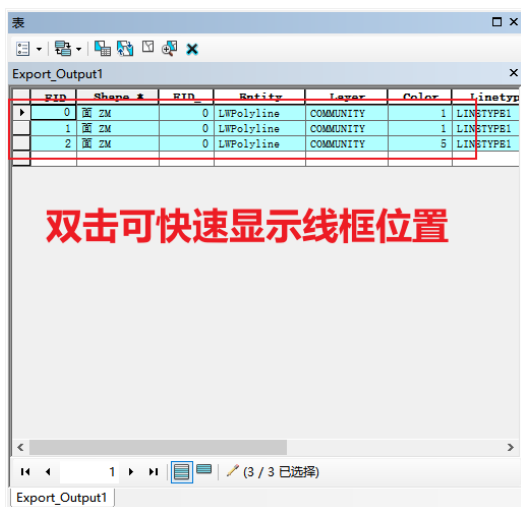 表
Export_Output1
FID Shape * FID_ Entity Layer Color Linetyp
0 面 ZM 0 LWPolyline COMMUNITY 1 LINETYPE1
1 面 ZM 0 LWPolyline COMMUNITY 1 LINETYPE1
2 面 ZM 0 LWPolyline COMMUNITY 5 LINETYPE1
双击可快速显示线框位置
1 (3 / 3 已选择)
Export_Output1